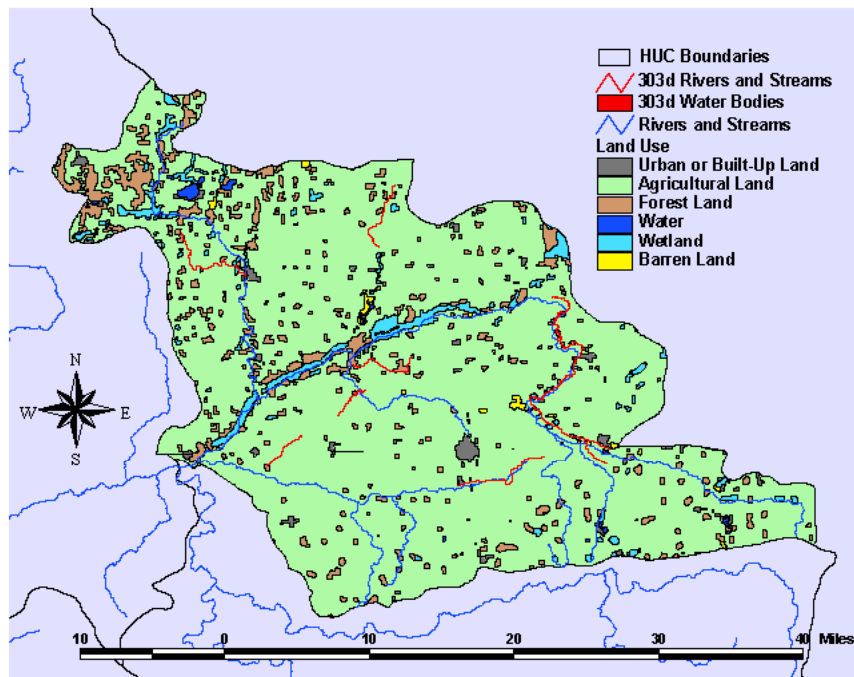 HUC Boundaries
303d Rivers and Streams
303d Water Bodies
Rivers and Streams
Land Use
Urban or Built-Up Land
Agricultural Land
Forest Land
Water
Wetland
Barren Land
N
W E
S
10 0 10 20 30 40 Miles